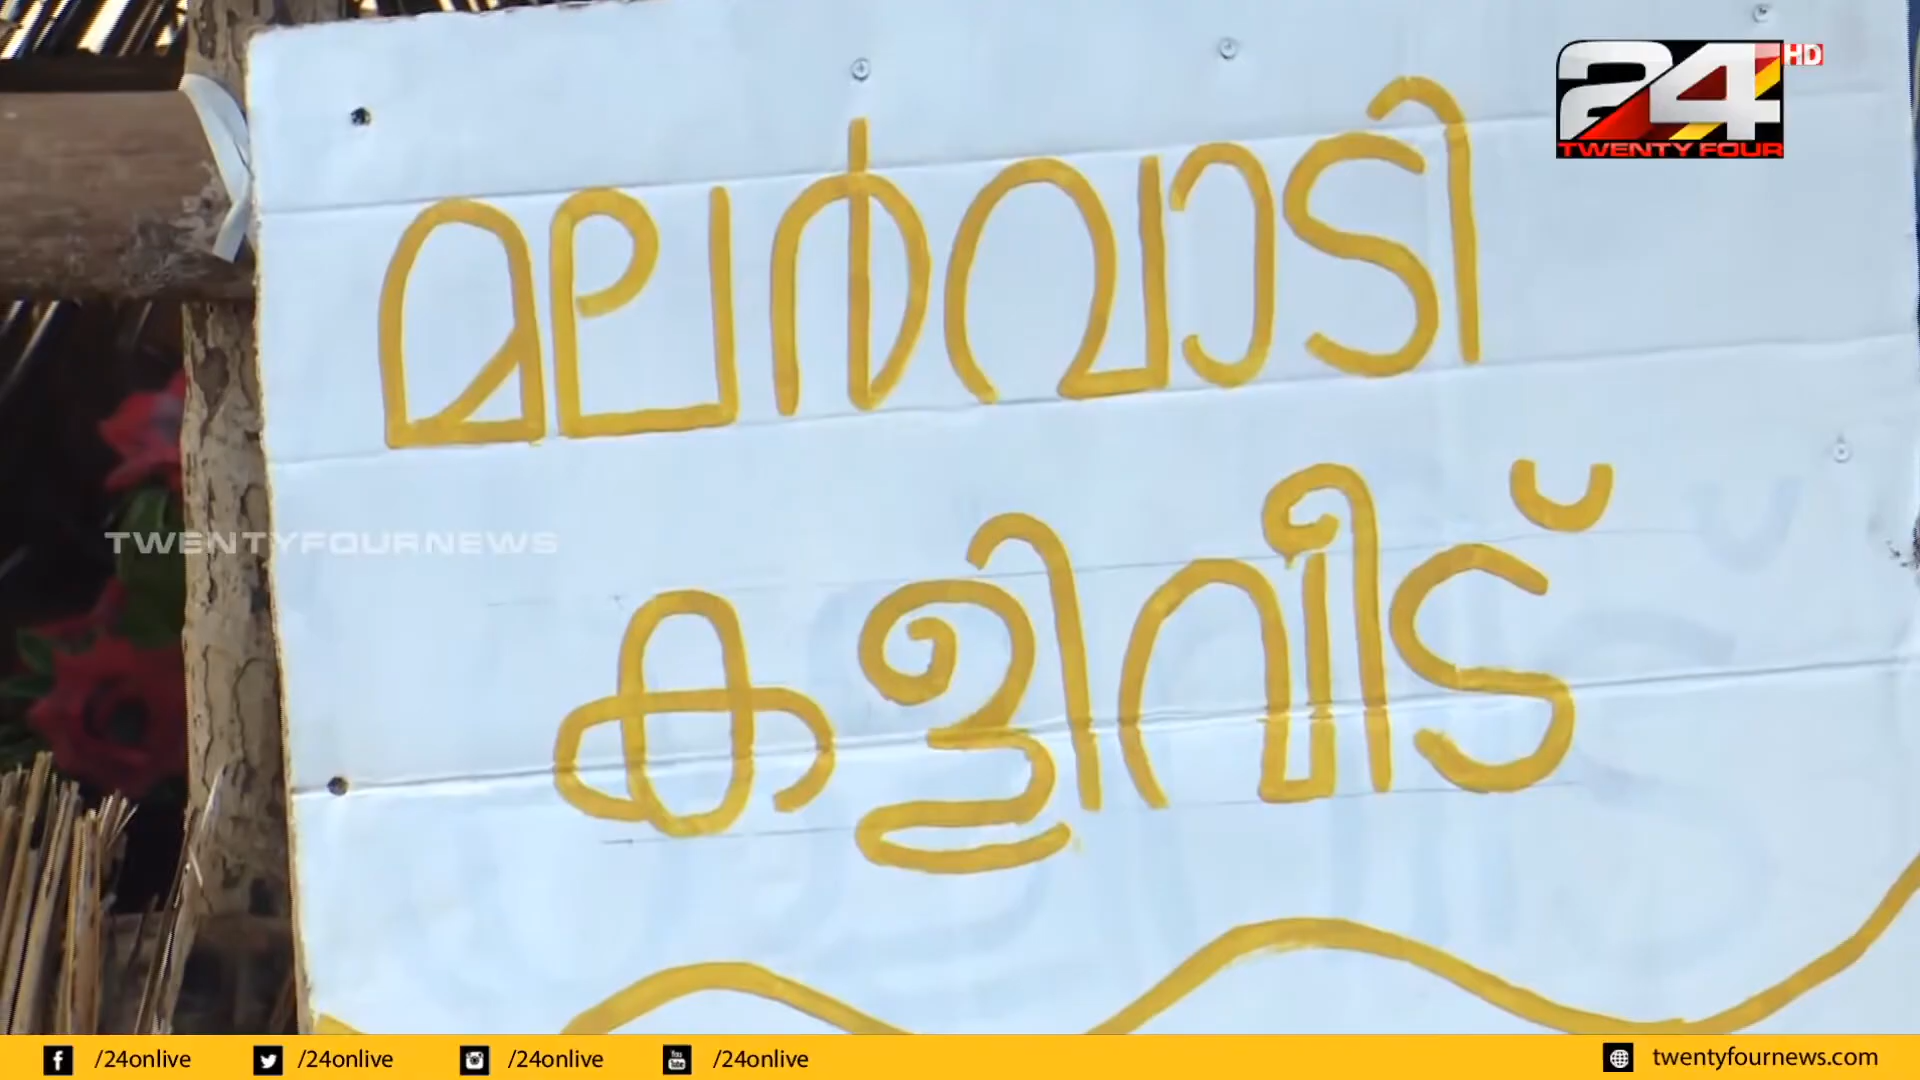 24 HD
TWENTY FOUR
മലർവാടി
TWENTYFOURNEWS
കളിവീട്
/24onlive /24onlive /24onlive /24onlive twentyfournews.com